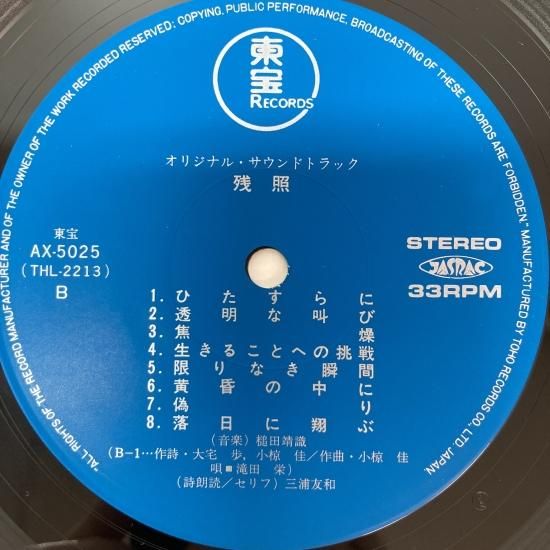 "ALL RIGHTS OF THE RECORD MANUFACTURER AND OF THE OWNER OF THE WORK RECORDED RESERVED; COPYING, PUBLIC PERFORMANCE, BROADCASTING OF THESE RECORDS ARE FORBIDDEN." MANUFACTURED BY TOHO RECORDS CO., LTD. JAPAN.
東宝
RECORDS
オリジナル・サウンドトラック
残照
東宝
AX-5025
(THL-2213)
B
STEREO
JASRAC
33RPM
1. ひたすらに
2. 透明な叫び
3. 焦燥
4. 生きることへの挑戦
5. 限りなき瞬間
6. 黄昏の中に
7. 偽り
8. 落日に翔ぶ
(音楽) 槌田靖識
(B-1…作詩・大宅 歩, 小椋 佳/作曲・小椋 佳
唄■滝田 栄)
(詩朗読/セリフ) 三浦友和